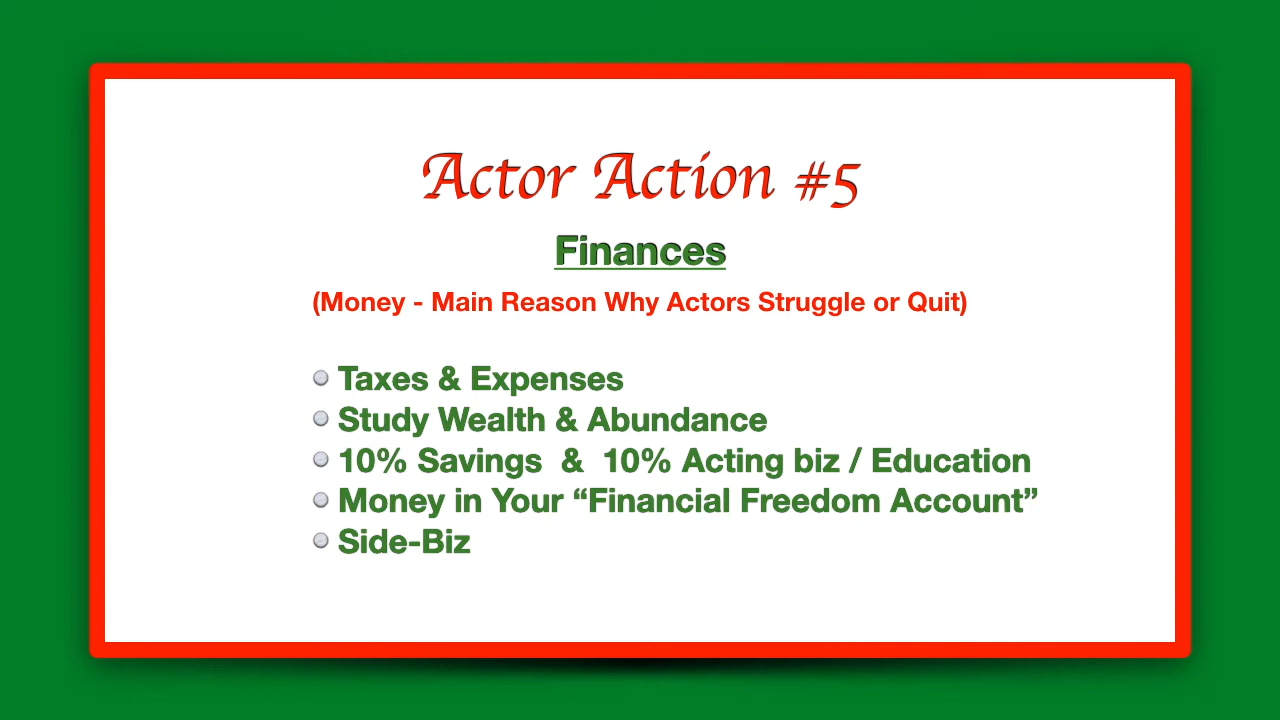 Actor Action #5
Finances
(Money - Main Reason Why Actors Struggle or Quit)
Taxes & Expenses
Study Wealth & Abundance
10% Savings  &  10% Acting biz / Education
Money in Your “Financial Freedom Account”
Side-Biz